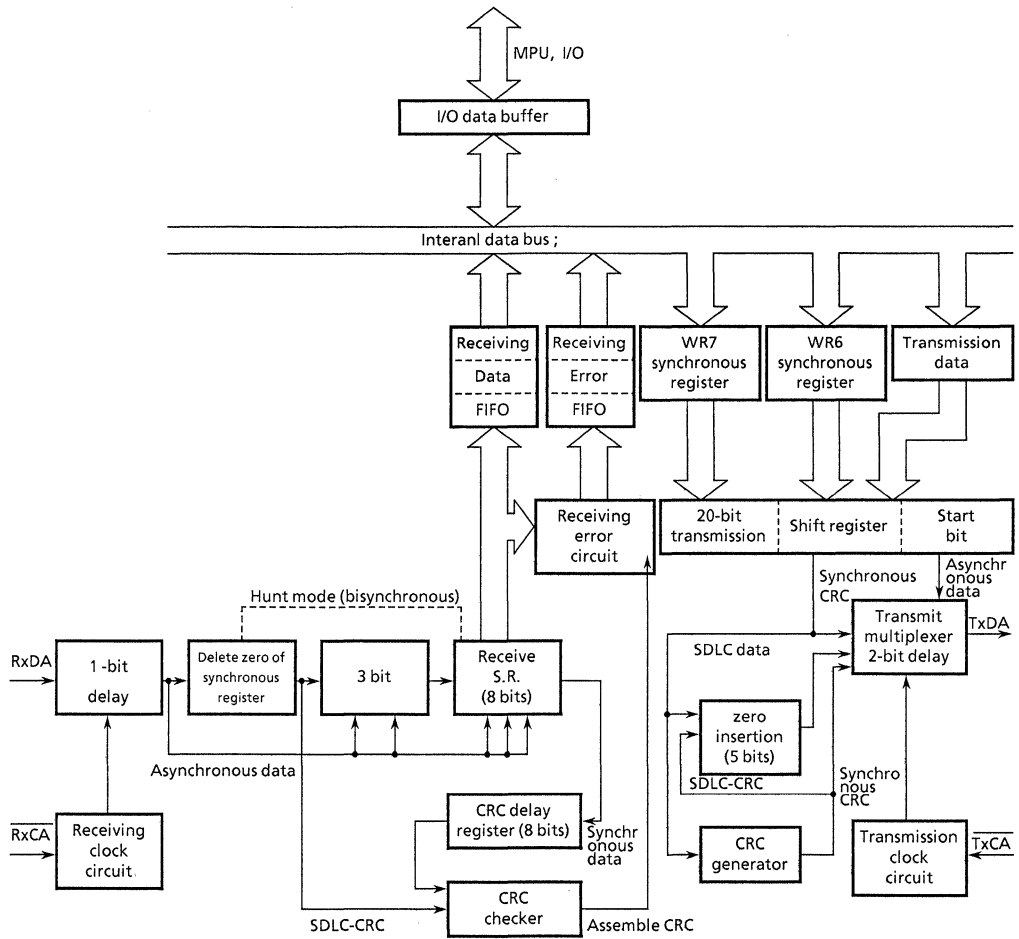 MPU, I/O
I/O data buffer
Interanl data bus ;
Receiving
Data
FIFO
Receiving
Error
FIFO
WR7
synchronous
register
WR6
synchronous
register
Transmission
data
Receiving
error
circuit
20-bit
transmission
Shift register
Start
bit
Synchronous
CRC
Asynchr
onous
data
Hunt mode (bisynchronous)
RxDA
1-bit
delay
Delete zero of
synchronous
register
3 bit
Receive
S.R.
(8 bits)
Transmit
multiplexer
2-bit delay
TxDA
SDLC data
zero
insertion
(5 bits)
Asynchronous data
SDLC-CRC
Synchro
nous
CRC
RxCA
Receiving
clock
circuit.
CRC delay
register (8 bits)
Synchr
onous
data
CRC
generator
Transmission
clock
circuit
TxCA
CRC
checker
SDLC-CRC
Assemble CRC